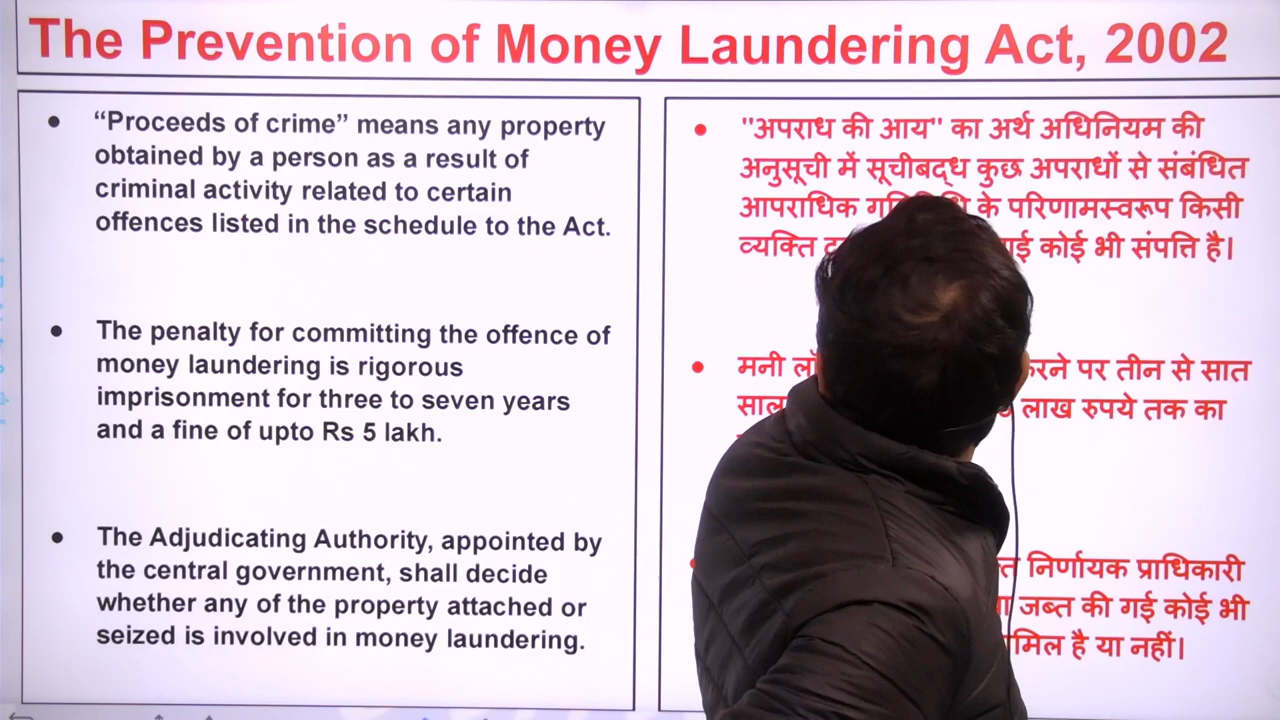 The Prevention of Money Laundering Act, 2002
“Proceeds of crime” means any property
obtained by a person as a result of
criminal activity related to certain
offences listed in the schedule to the Act.
The penalty for committing the offence of
money laundering is rigorous
imprisonment for three to seven years
and a fine of upto Rs 5 lakh.
The Adjudicating Authority, appointed by
the central government, shall decide
whether any of the property attached or
seized is involved in money laundering.
"अपराध की आय" का अर्थ अधिनियम की
अनुसूची में सूचीबद्ध कुछ अपराधों से संबंधित
आपराधिक के परिणामस्वरूप किसी
व्यक्ति कोई भी संपत्ति है।
मनी पर तीन से सात
साल लाख रुपये तक का
निर्णायक प्राधिकारी
जब्त की गई कोई भी
है या नहीं।